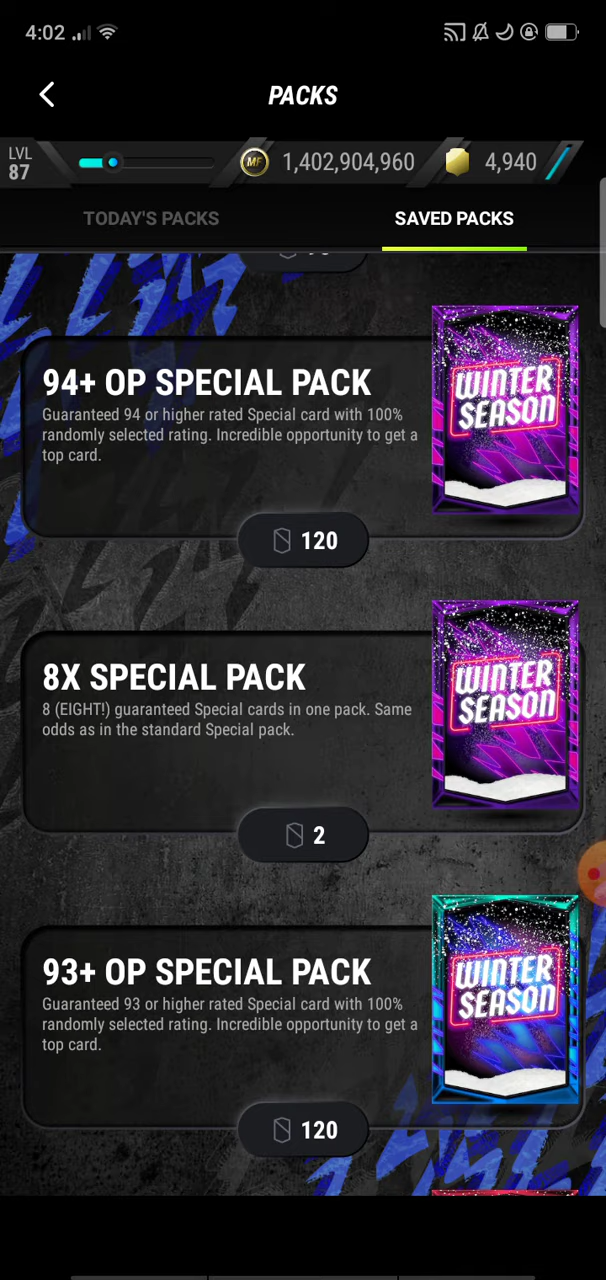 4:02
PACKS
LVL
87
MF
1,402,904,960
4,940
TODAY'S PACKS
SAVED PACKS
94+ OP SPECIAL PACK
Guaranteed 94 or higher rated Special card with 100%
randomly selected rating. Incredible opportunity to get a
top card.
WINTER
SEASON
120
8X SPECIAL PACK
8 (EIGHT!) guaranteed Special cards in one pack. Same
odds as in the standard Special pack.
WINTER
SEASON
2
93+ OP SPECIAL PACK
Guaranteed 93 or higher rated Special card with 100%
randomly selected rating. Incredible opportunity to get a
top card.
WINTER
SEASON
120